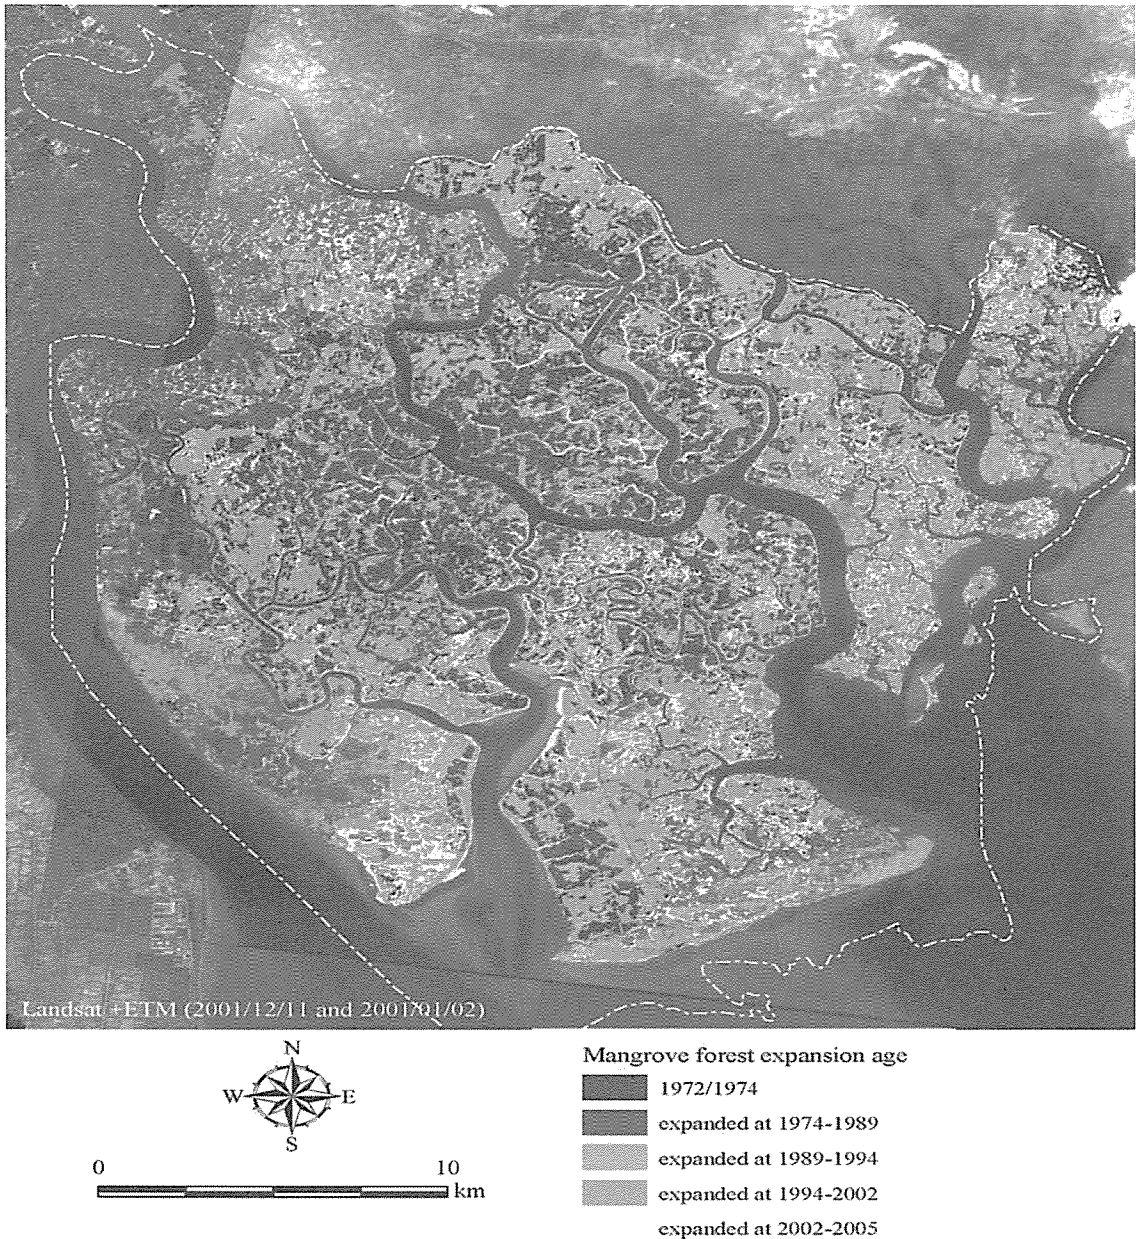 Landsat +ETM (2001/12/11 and 2001/01/02)
N
W E
S
0 10
km
Mangrove forest expansion age
1972/1974
expanded at 1974-1989
expanded at 1989-1994
expanded at 1994-2002
expanded at 2002-2005